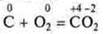 0 0 +4 -2
C + O₂ = CO₂